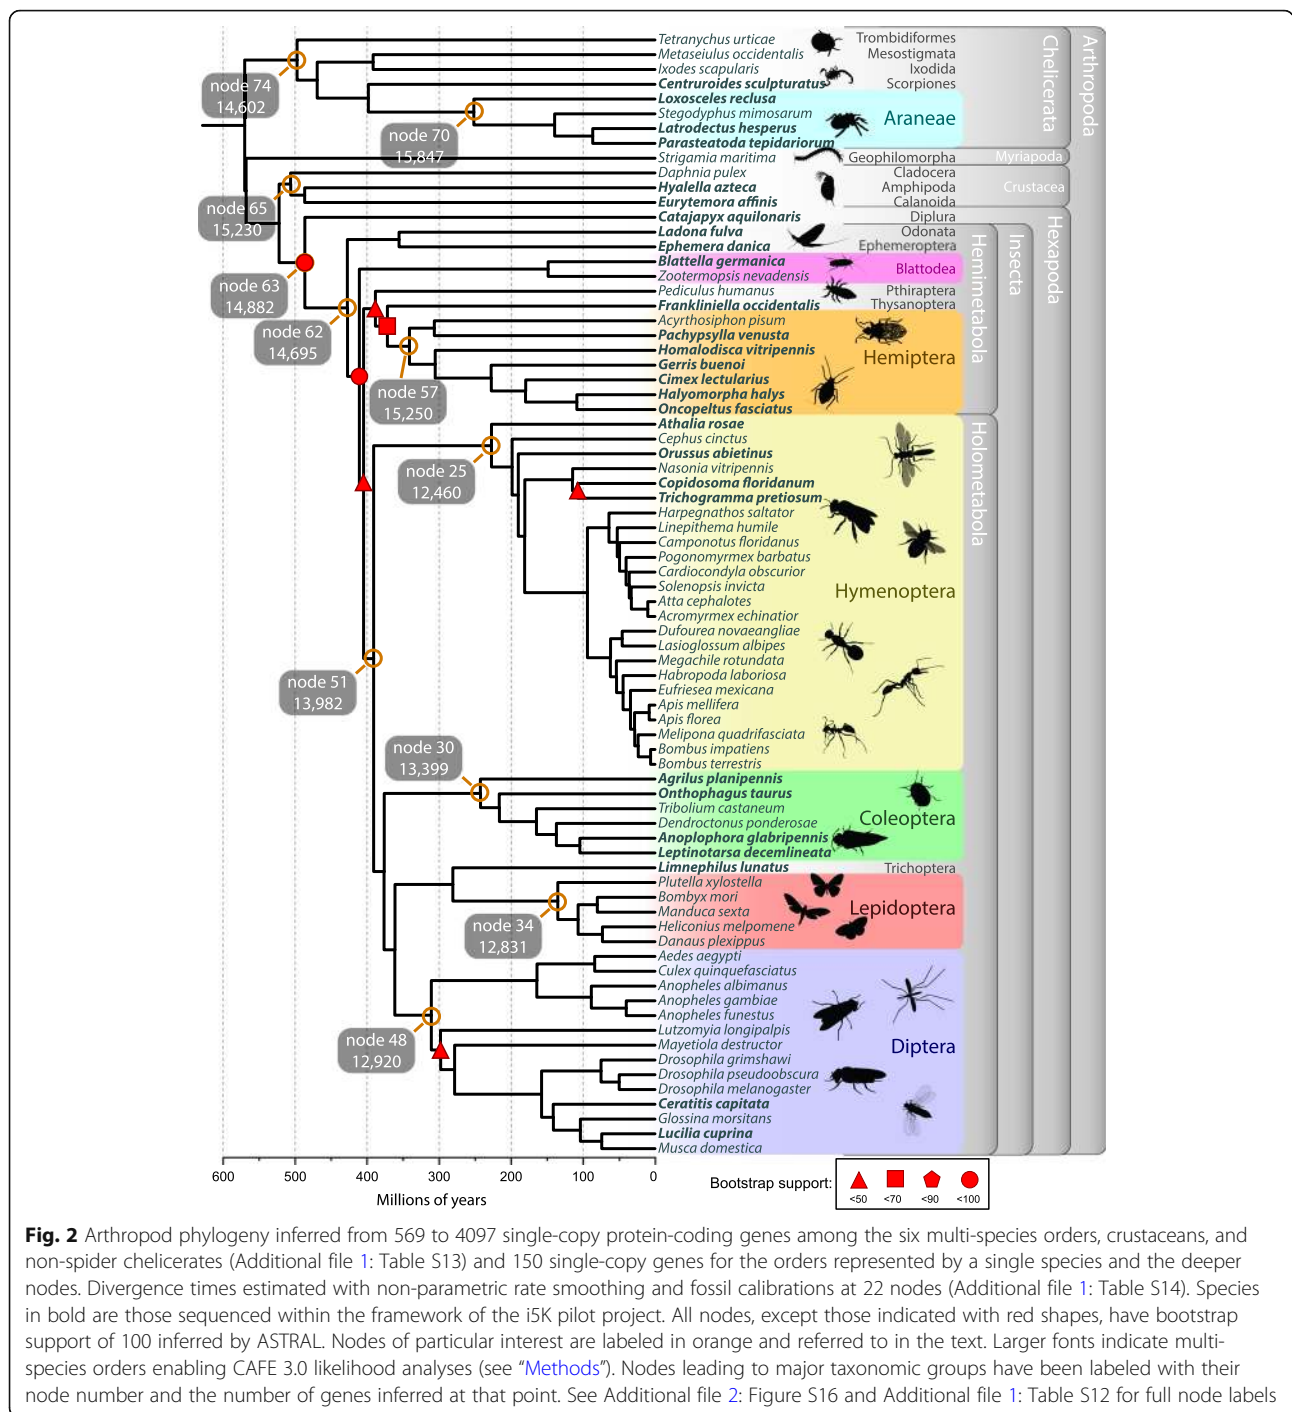 Tetranychus urticae Trombidiformes
Metaseiulus occidentalis Mesostigmata
Ixodes scapularis Ixodida
Centruroides sculpturatus Scorpiones
Loxosceles reclusa
Stegodyphus mimosarum Araneae
Latrodectus hesperus
Parasteatoda tepidariorum
Strigamia maritima Geophilomorpha Myriapoda
Daphnia pulex Cladocera
Hyalella azteca Amphipoda Crustacea
Eurytemora affinis Calanoida
Catajapyx aquilonaris Diplura
Ladona fulva Odonata
Ephemera danica Ephemeroptera
Blattella germanica Blattodea
Zootermopsis nevadensis
Pediculus humanus Pthiraptera
Frankliniella occidentalis Thysanoptera
Acyrthosiphon pisum
Pachypsylla venusta
Homalodisca vitripennis Hemiptera
Gerris buenoi
Cimex lectularius
Halyomorpha halys
Oncopeltus fasciatus
Athalia rosae
Cephus cinctus
Orussus abietinus
Nasonia vitripennis
Copidosoma floridanum
Trichogramma pretiosum
Harpegnathos saltator
Linepithema humile
Camponotus floridanus
Pogonomyrmex barbatus
Cardiocondyla obscurior
Solenopsis invicta Hymenoptera
Atta cephalotes
Acromyrmex echinatior
Dufourea novaeangliae
Lasioglossum albipes
Megachile rotundata
Habropoda laboriosa
Eufriesea mexicana
Apis mellifera
Apis florea
Melipona quadrifasciata
Bombus impatiens
Bombus terrestris
Agrilus planipennis
Onthophagus taurus
Tribolium castaneum Coleoptera
Dendroctonus ponderosae
Anoplophora glabripennis
Leptinotarsa decemlineata
Limnephilus lunatus Trichoptera
Plutella xylostella
Bombyx mori
Manduca sexta Lepidoptera
Heliconius melpomene
Danaus plexippus
Aedes aegypti
Culex quinquefasciatus
Anopheles albimanus
Anopheles gambiae
Anopheles funestus
Lutzomyia longipalpis
Mayetiola destructor Diptera
Drosophila grimshawi
Drosophila pseudoobscura
Drosophila melanogaster
Ceratitis capitata
Glossina morsitans
Lucilia cuprina
Musca domestica
Chelicerata
Arthropoda
Hexapoda
Insecta
Hemimetabola
Holometabola
node 74
14,602
node 70
15,847
node 65
15,230
node 63
14,882
node 62
14,695
node 57
15,250
node 25
12,460
node 51
13,982
node 30
13,399
node 34
12,831
node 48
12,920
600 500 400 300 200 100 0
Millions of years
Bootstrap support:
<50 <70 <90 <100
Fig. 2 Arthropod phylogeny inferred from 569 to 4097 single-copy protein-coding genes among the six multi-species orders, crustaceans, and
non-spider chelicerates (Additional file 1: Table S13) and 150 single-copy genes for the orders represented by a single species and the deeper
nodes. Divergence times estimated with non-parametric rate smoothing and fossil calibrations at 22 nodes (Additional file 1: Table S14). Species
in bold are those sequenced within the framework of the i5K pilot project. All nodes, except those indicated with red shapes, have bootstrap
support of 100 inferred by ASTRAL. Nodes of particular interest are labeled in orange and referred to in the text. Larger fonts indicate multi-
species orders enabling CAFE 3.0 likelihood analyses (see “Methods”). Nodes leading to major taxonomic groups have been labeled with their
node number and the number of genes inferred at that point. See Additional file 2: Figure S16 and Additional file 1: Table S12 for full node labels